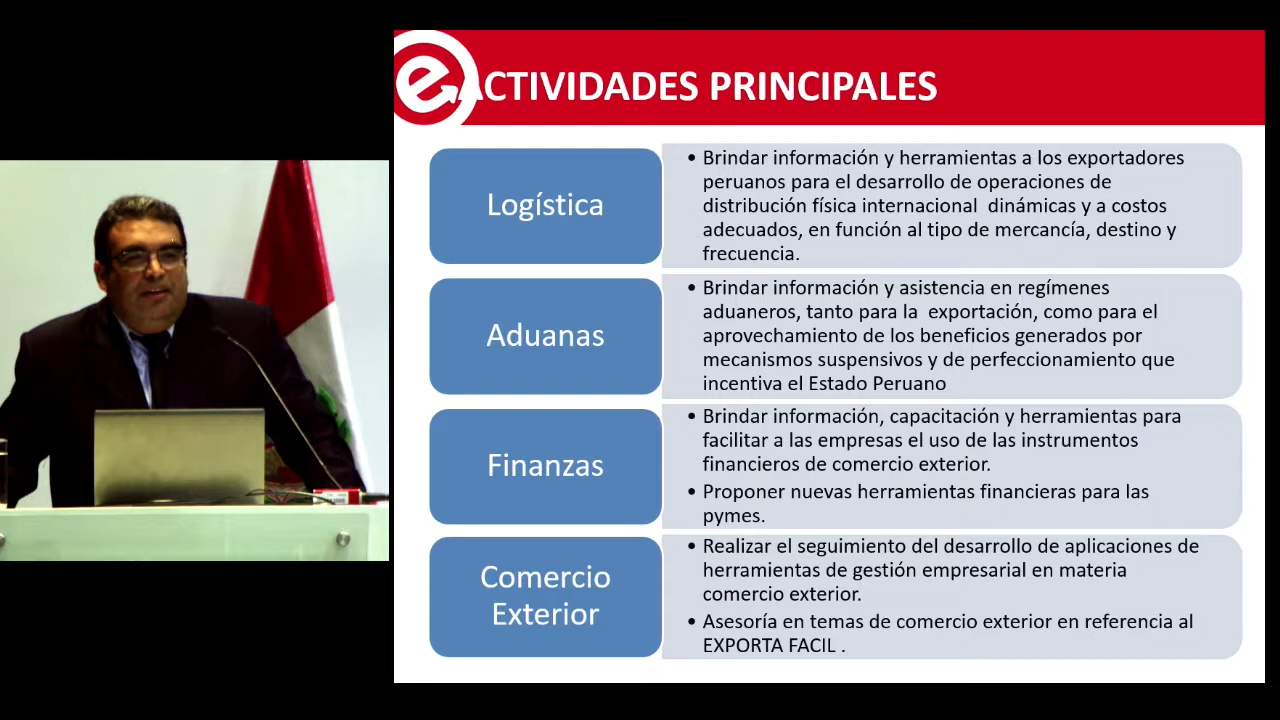 ACTIVIDADES PRINCIPALES
Logística
• Brindar información y herramientas a los exportadores
peruanos para el desarrollo de operaciones de
distribución física internacional dinámicas y a costos
adecuados, en función al tipo de mercancía, destino y
frecuencia.
Aduanas
• Brindar información y asistencia en regímenes
aduaneros, tanto para la exportación, como para el
aprovechamiento de los beneficios generados por
mecanismos suspensivos y de perfeccionamiento que
incentiva el Estado Peruano
Finanzas
• Brindar información, capacitación y herramientas para
facilitar a las empresas el uso de las instrumentos
financieros de comercio exterior.
• Proponer nuevas herramientas financieras para las
pymes.
Comercio
Exterior
• Realizar el seguimiento del desarrollo de aplicaciones de
herramientas de gestión empresarial en materia
comercio exterior.
• Asesoría en temas de comercio exterior en referencia al
EXPORTA FACIL .